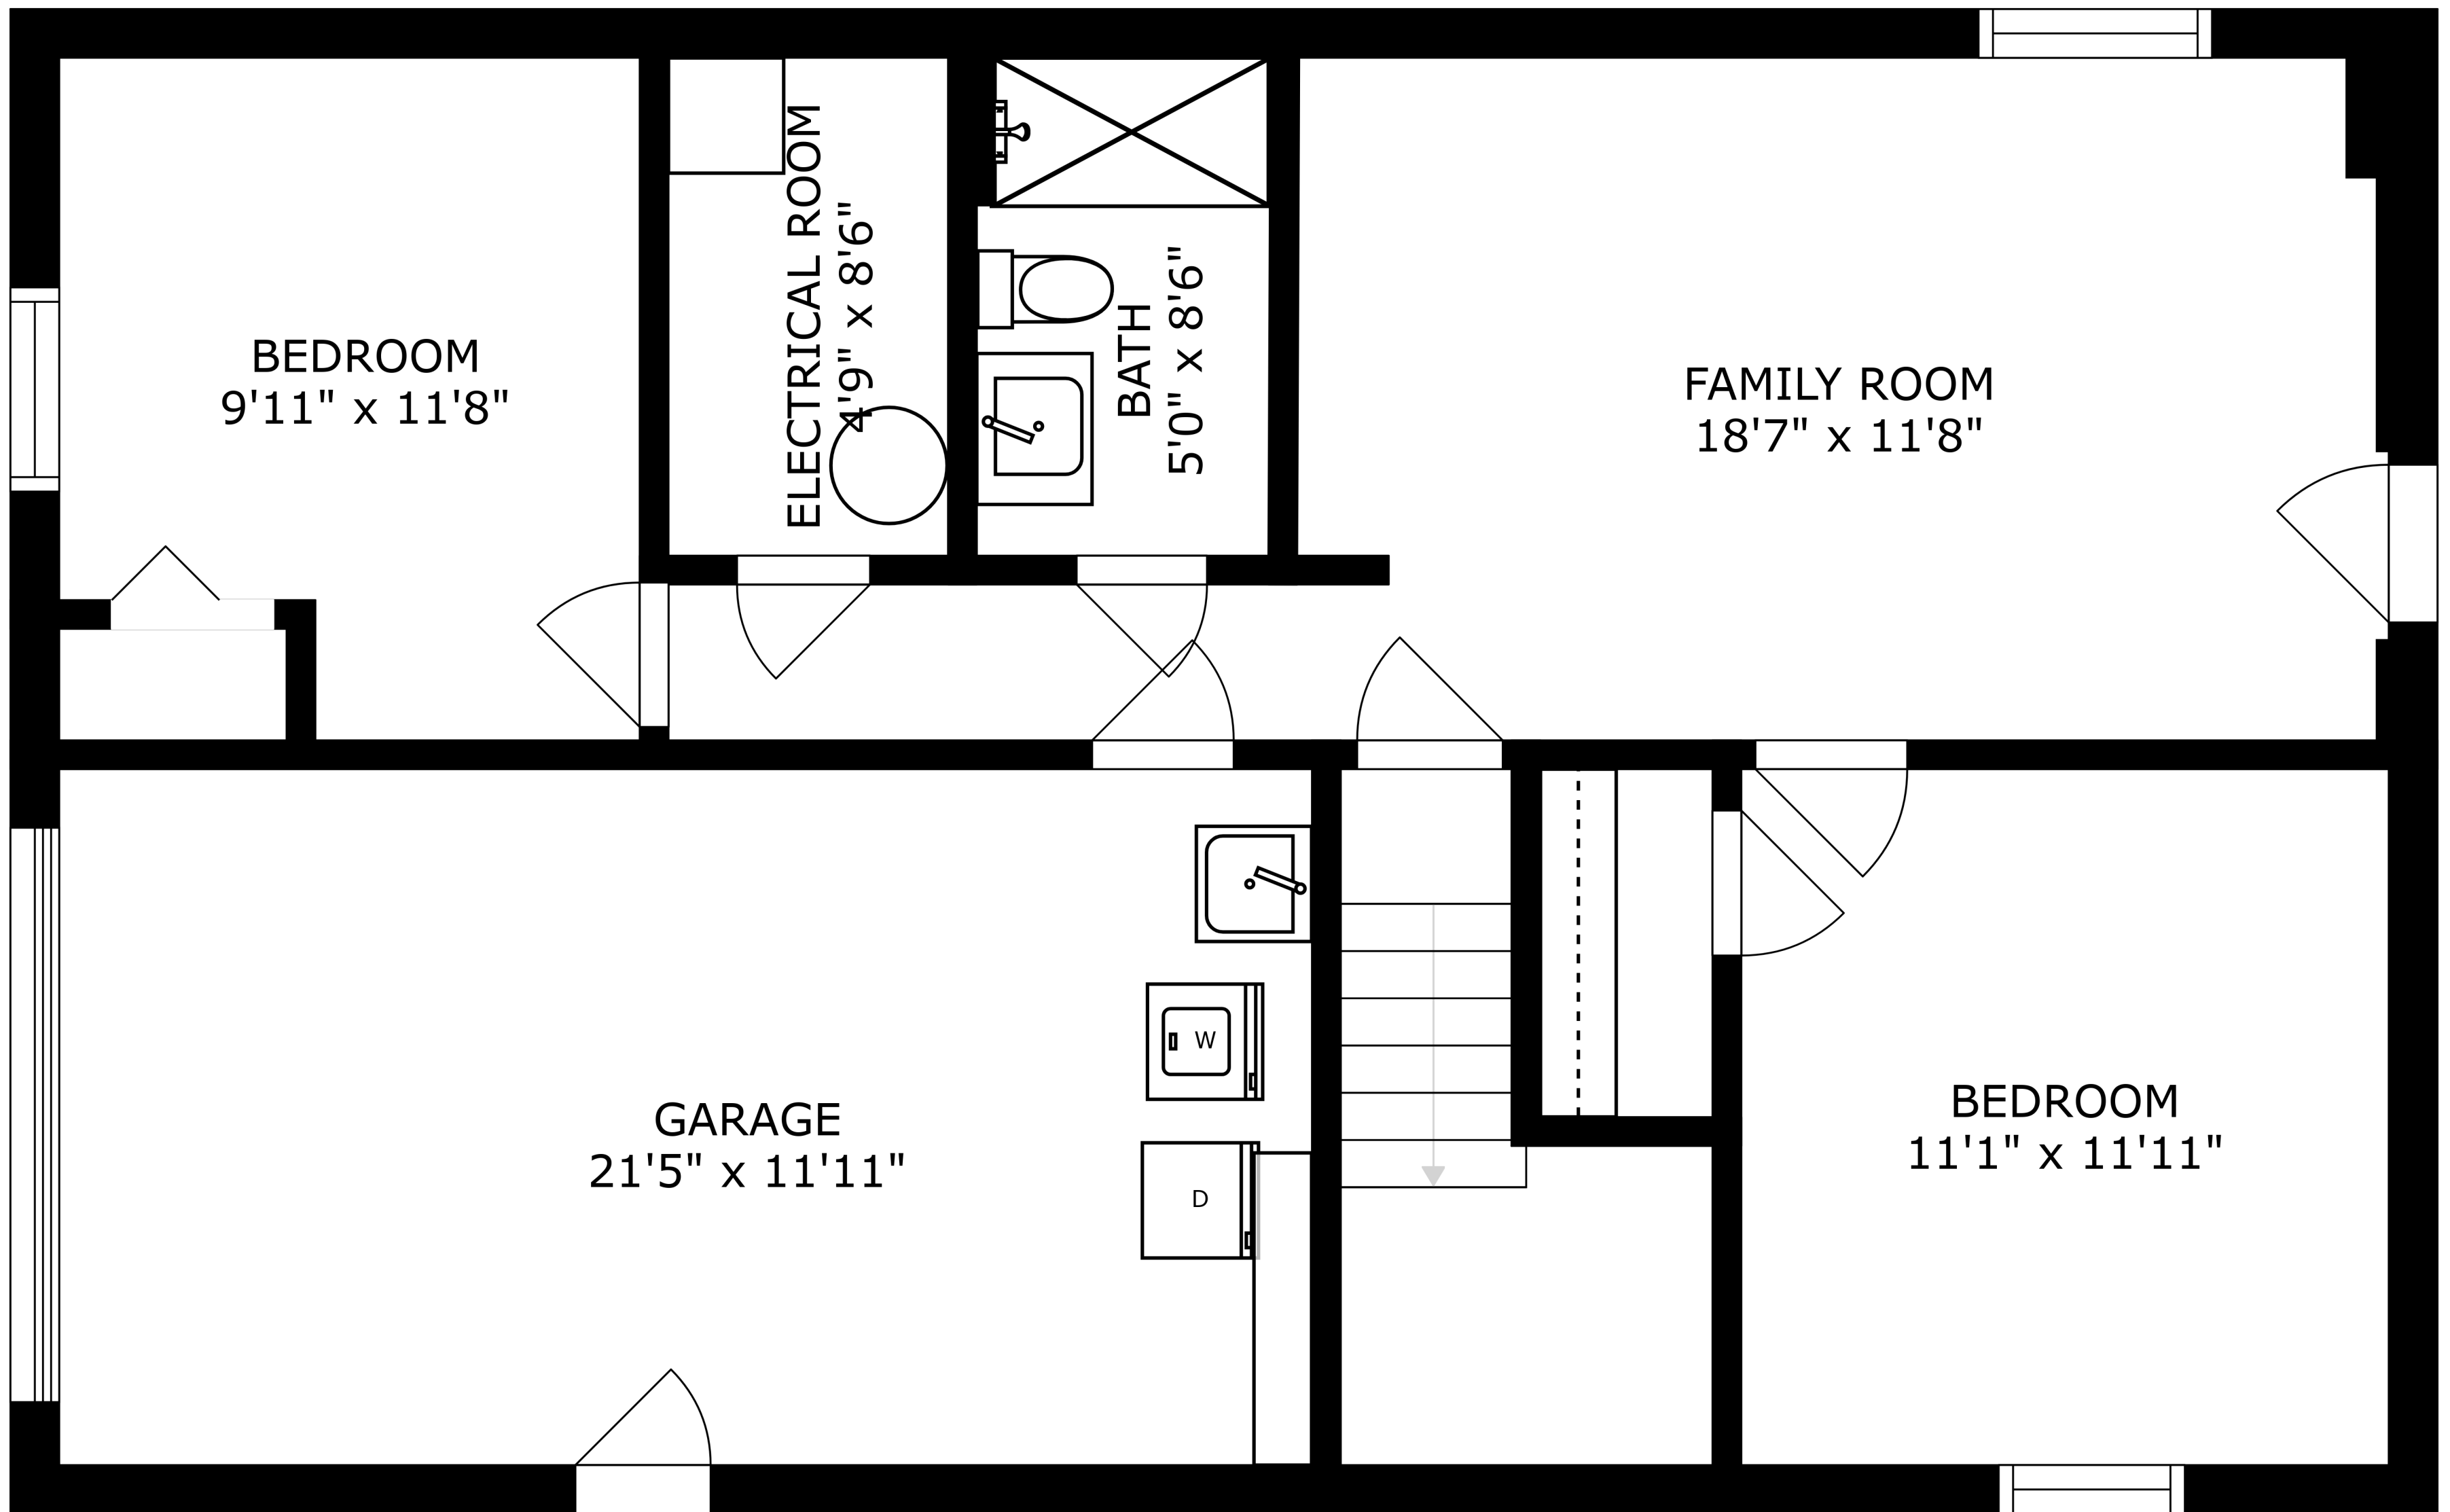 BEDROOM
9'11" x 11'8"
ELECTRICAL ROOM
4'9" x 8'6"
BATH
5'0" x 8'6"
FAMILY ROOM
18'7" x 11'8"
GARAGE
21'5" x 11'11"
W
D
BEDROOM
11'1" x 11'11"